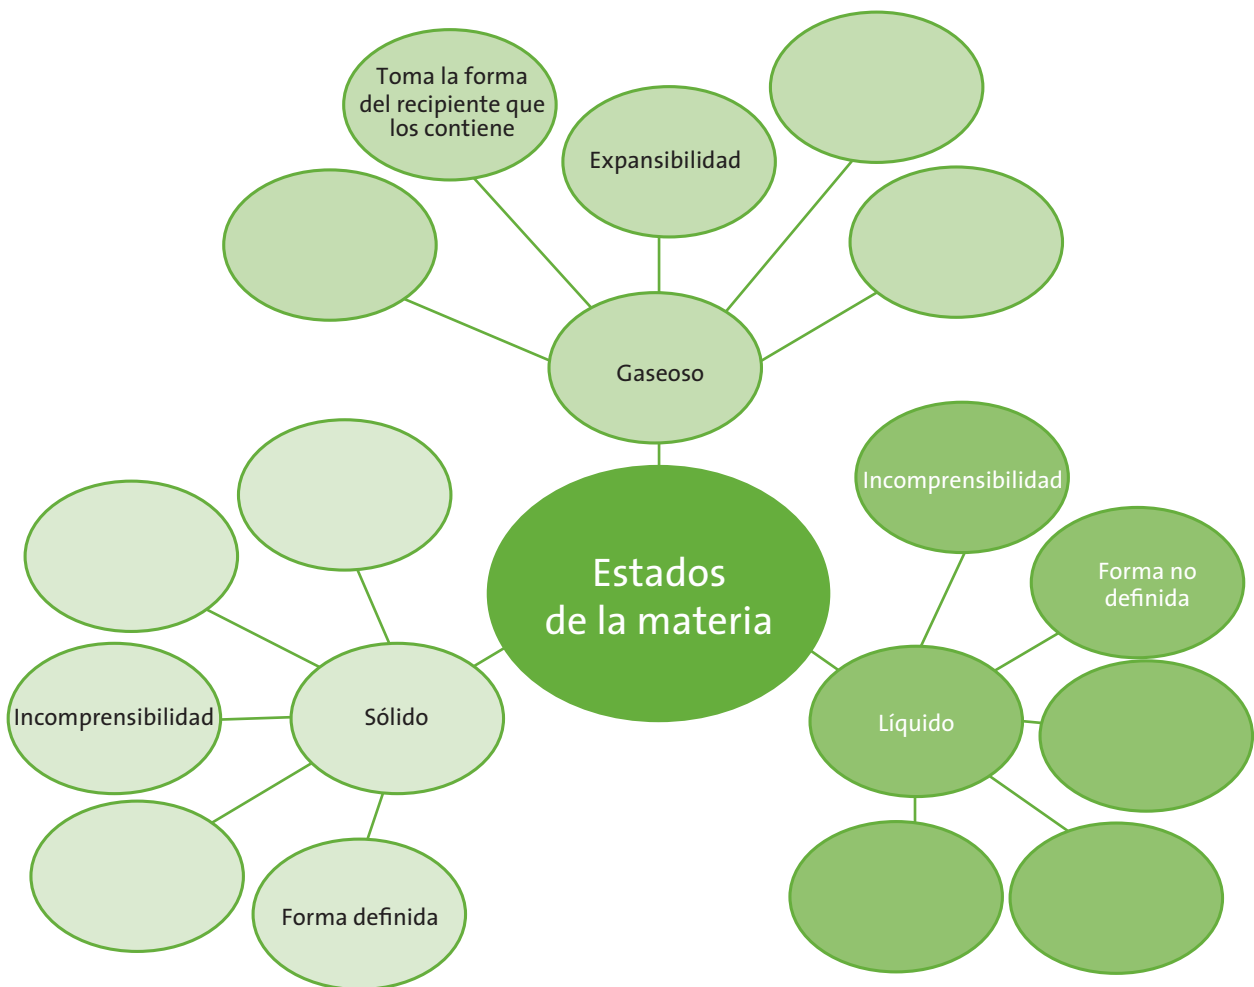 Toma la forma
del recipiente que
los contiene
Expansibilidad
Gaseoso
Incomprensibilidad
Forma no
definida
Estados
de la materia
Líquido
Sólido
Incomprensibilidad
Forma definida